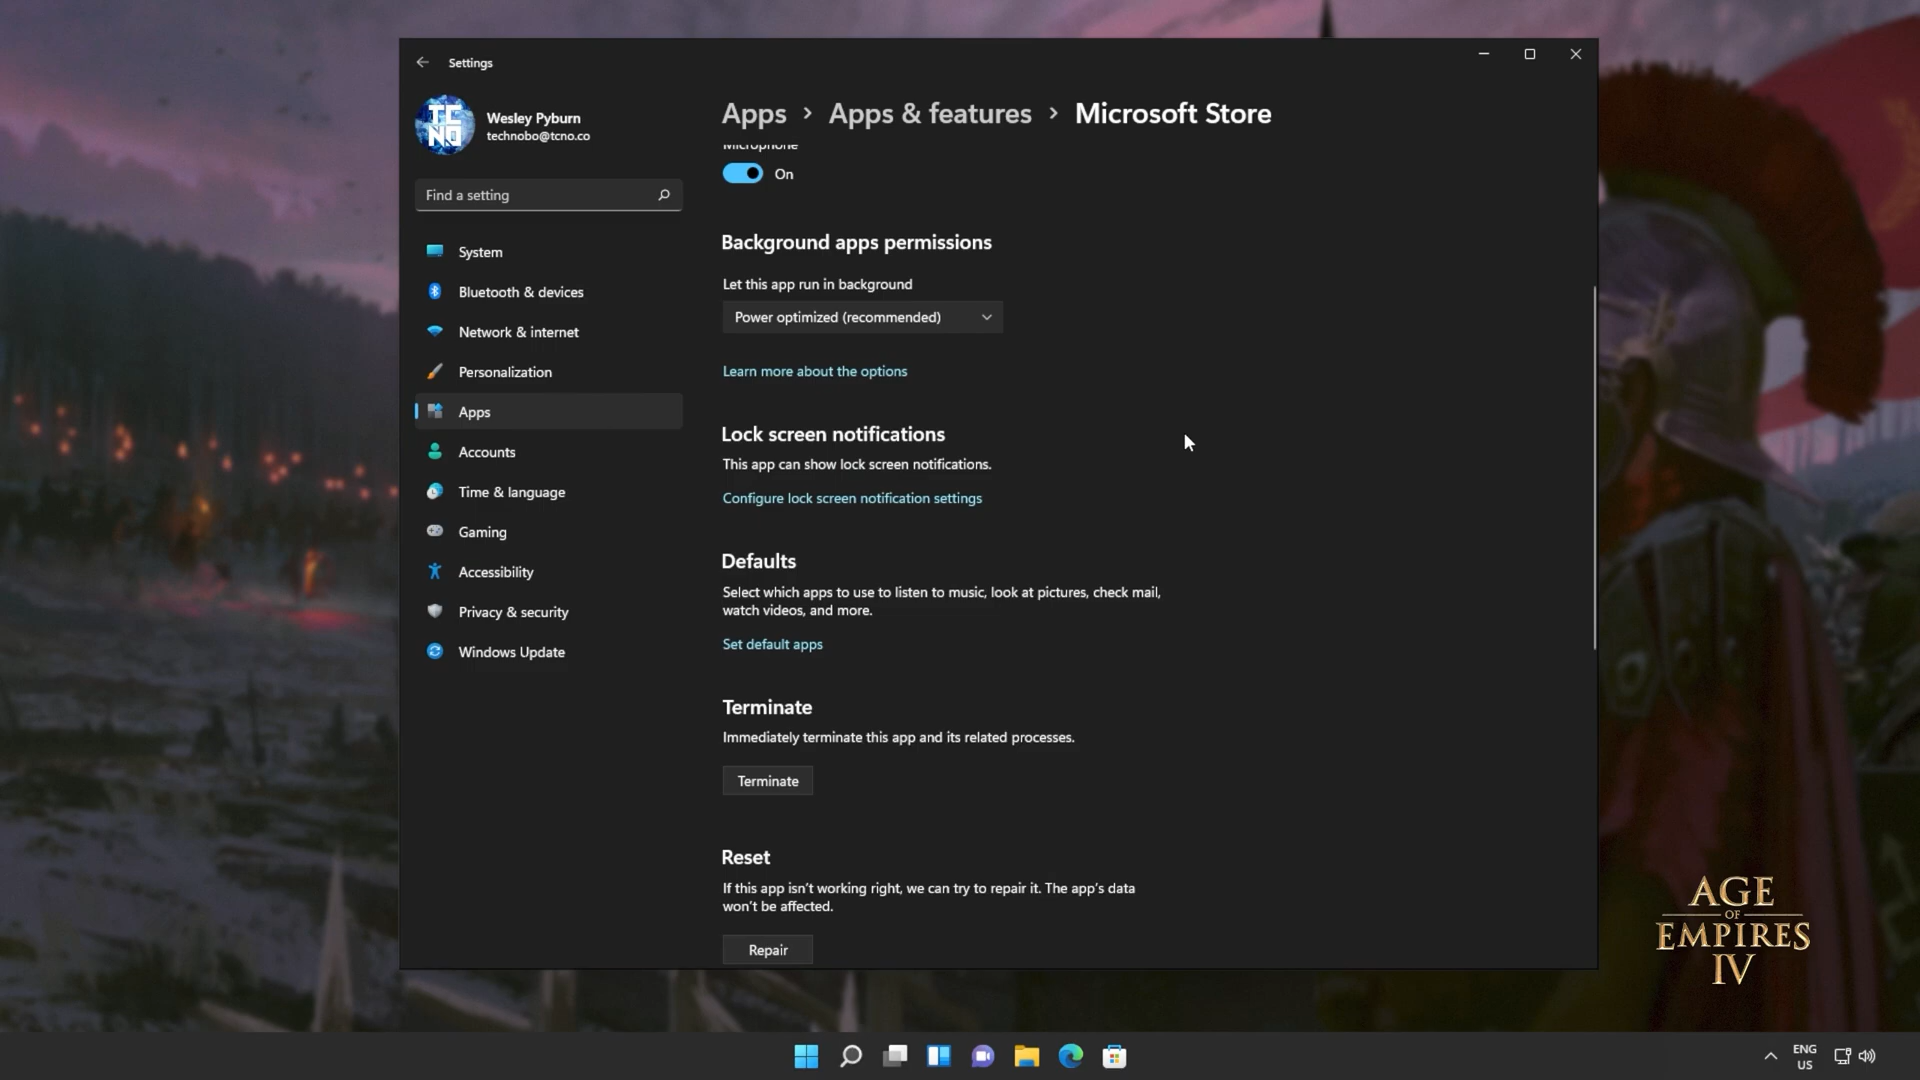 Settings
Wesley Pyburn
technobo@tcno.co
TC
NO
Find a setting
System
Bluetooth & devices
Network & internet
Personalization
Apps
Accounts
Time & language
Gaming
Accessibility
Privacy & security
Windows Update
Apps > Apps & features > Microsoft Store
Microphone
On
Background apps permissions
Let this app run in background
Power optimized (recommended)
Learn more about the options
Lock screen notifications
This app can show lock screen notifications.
Configure lock screen notification settings
Defaults
Select which apps to use to listen to music, look at pictures, check mail,
watch videos, and more.
Set default apps
Terminate
Immediately terminate this app and its related processes.
Terminate
Reset
If this app isn't working right, we can try to repair it. The app's data
won't be affected.
Repair
AGE
OF
EMPIRES
IV
ENG
US